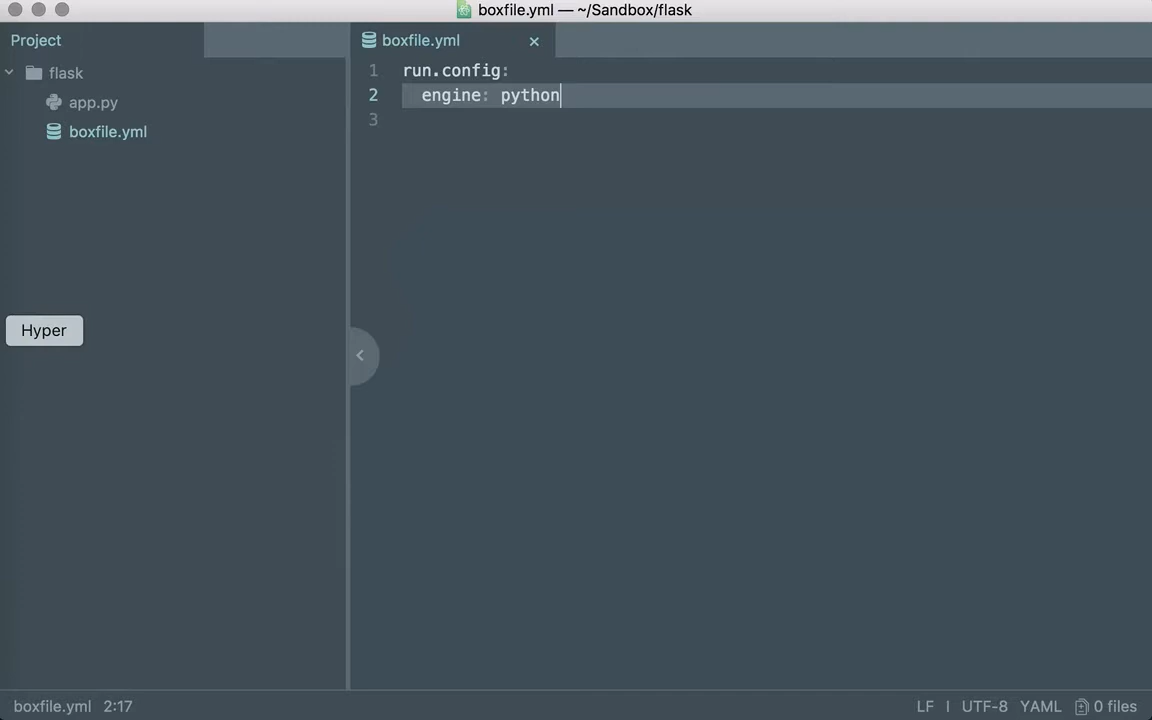 boxfile.yml — ~/Sandbox/flask
Project
boxfile.yml
flask
app.py
boxfile.yml
1 run.config:
2 engine: python
3
Hyper
boxfile.yml 2:17
LF UTF-8 YAML 0 files